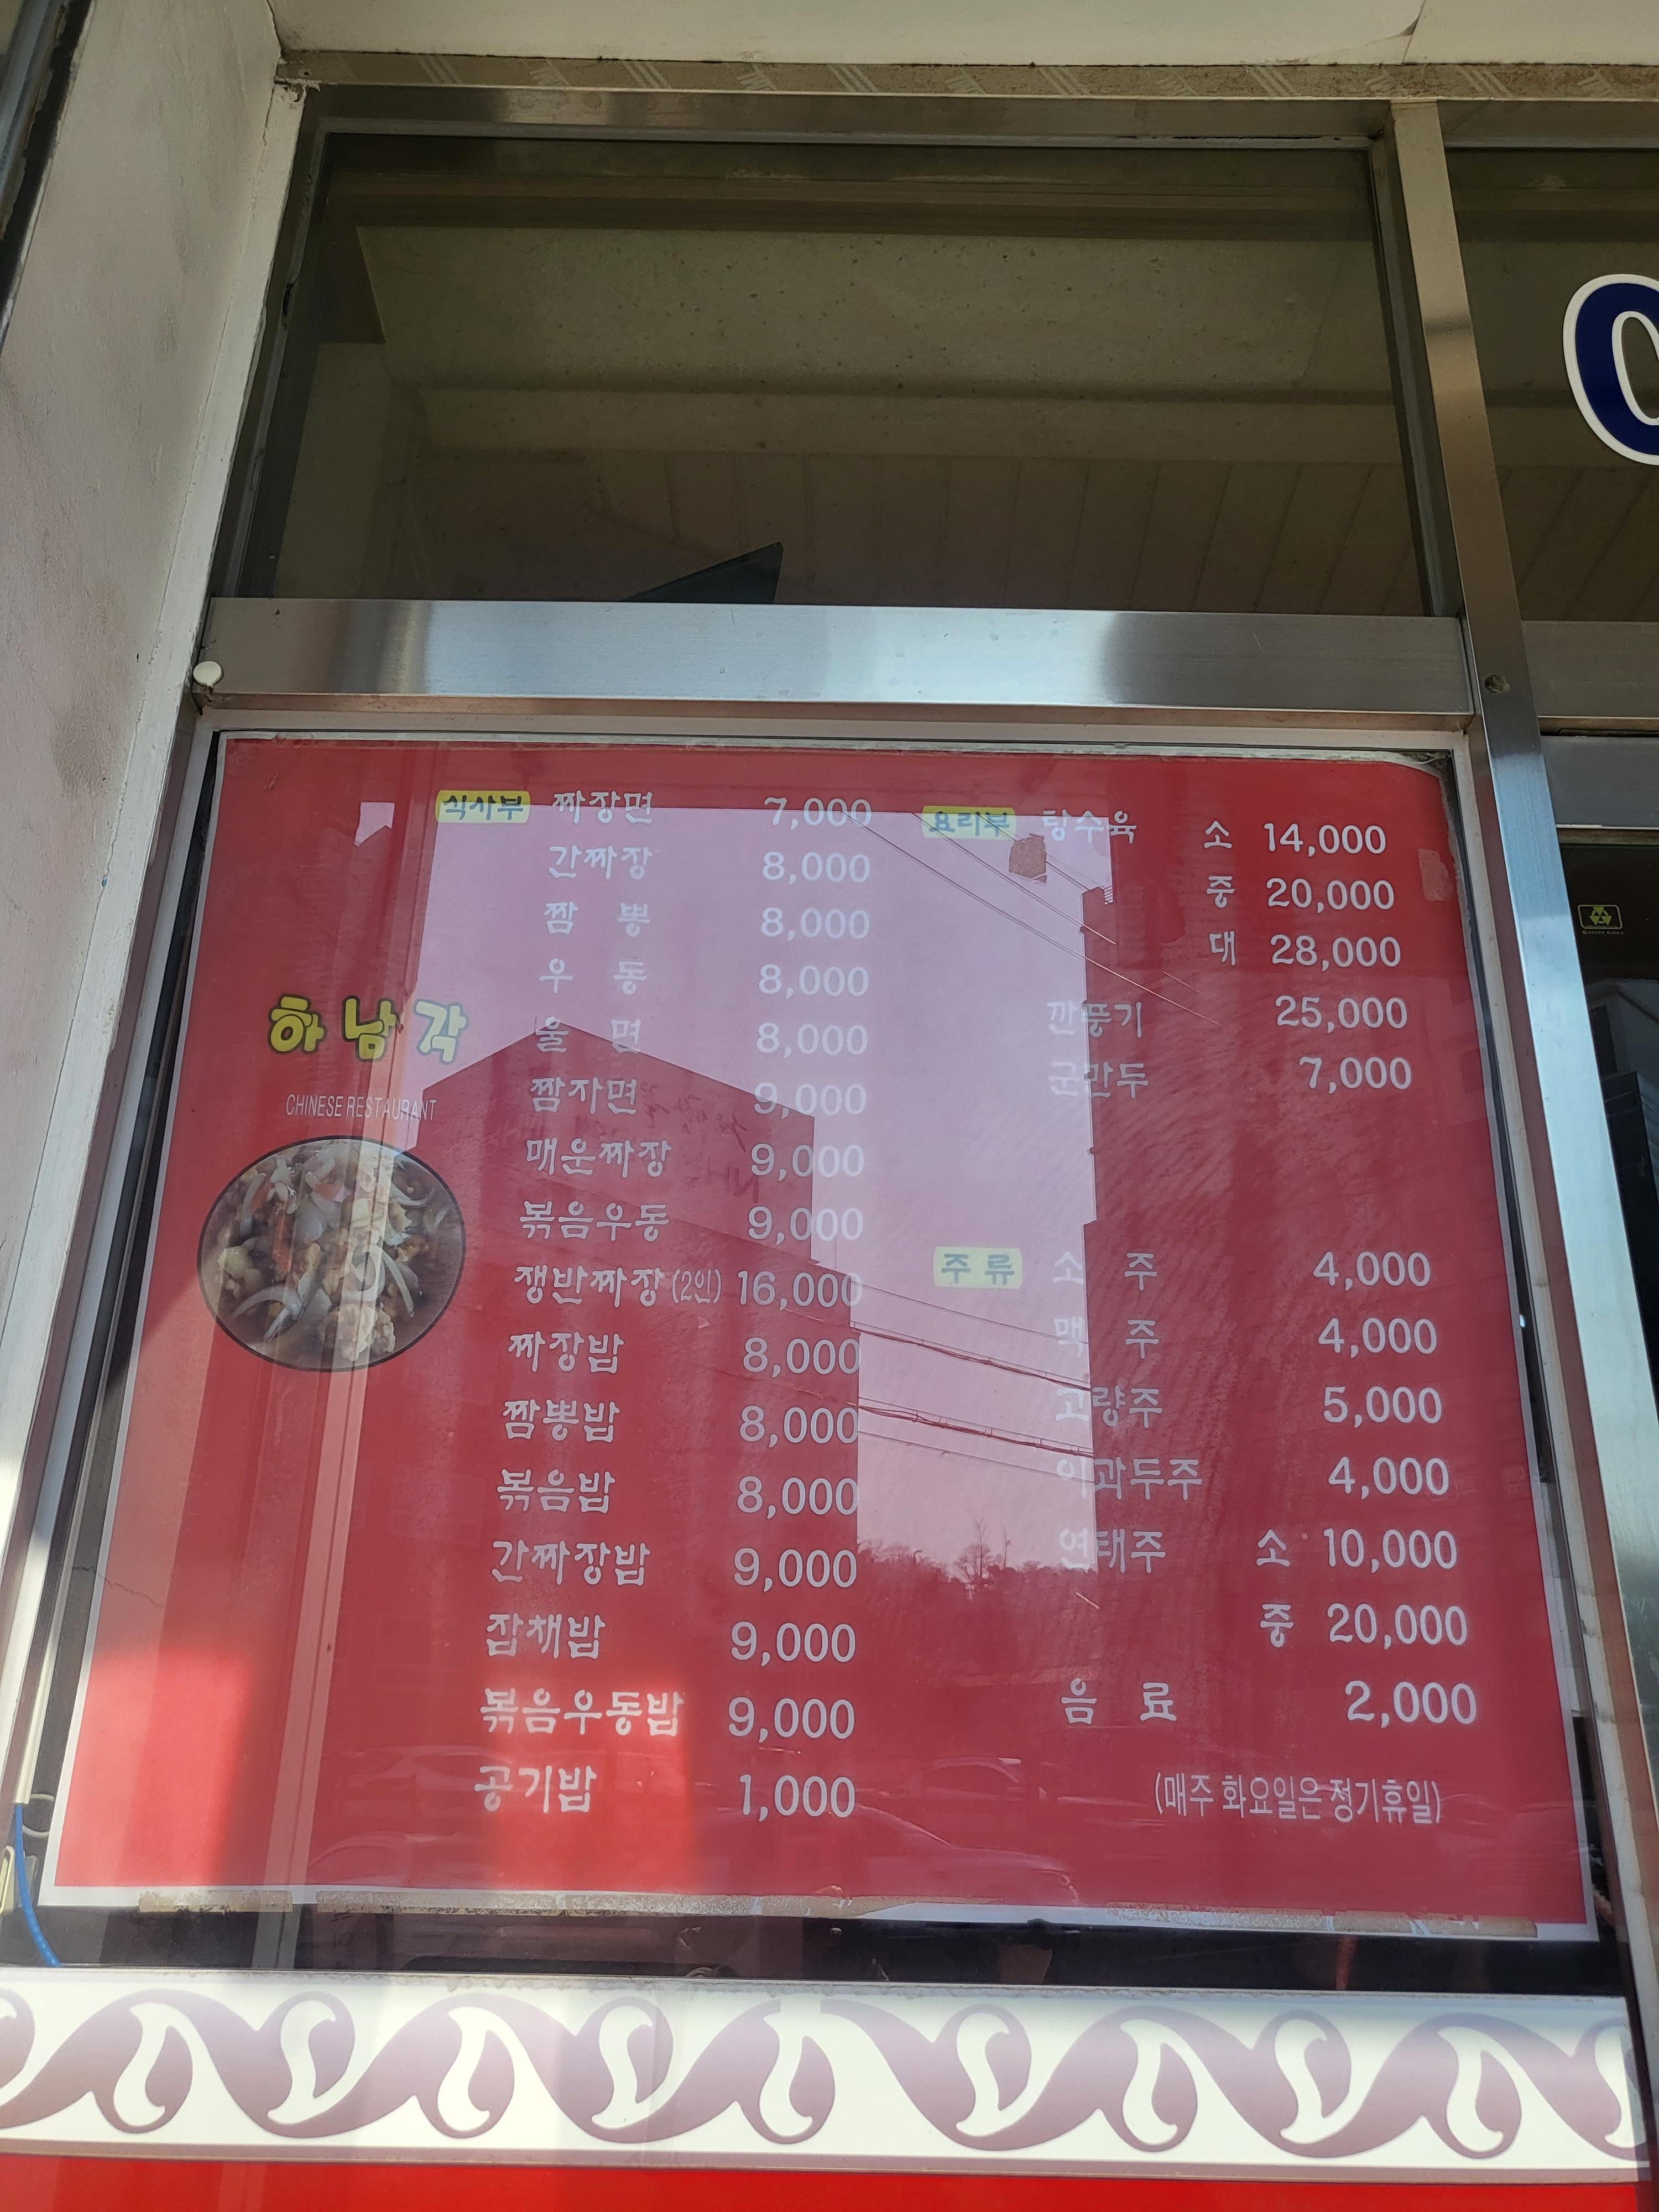 하남각
CHINESE RESTAURANT
식사부 짜장면 7,000
간짜장 8,000
짬 뽕 8,000
우 동 8,000
울 면 8,000
짬자면 9,000
매운짜장 9,000
볶음우동 9,000
쟁반짜장(2인) 16,000
짜장밥 8,000
짬뽕밥 8,000
볶음밥 8,000
간짜장밥 9,000
잡채밥 9,000
볶음우동밥 9,000
공기밥 1,000
요리부 탕수육 소 14,000
중 20,000
대 28,000
깐풍기 25,000
군만두 7,000
주 류 소 주 4,000
맥 주 4,000
고량주 5,000
이과두주 4,000
연태주 소 10,000
중 20,000
음 료 2,000
(매주 화요일은 정기휴일)